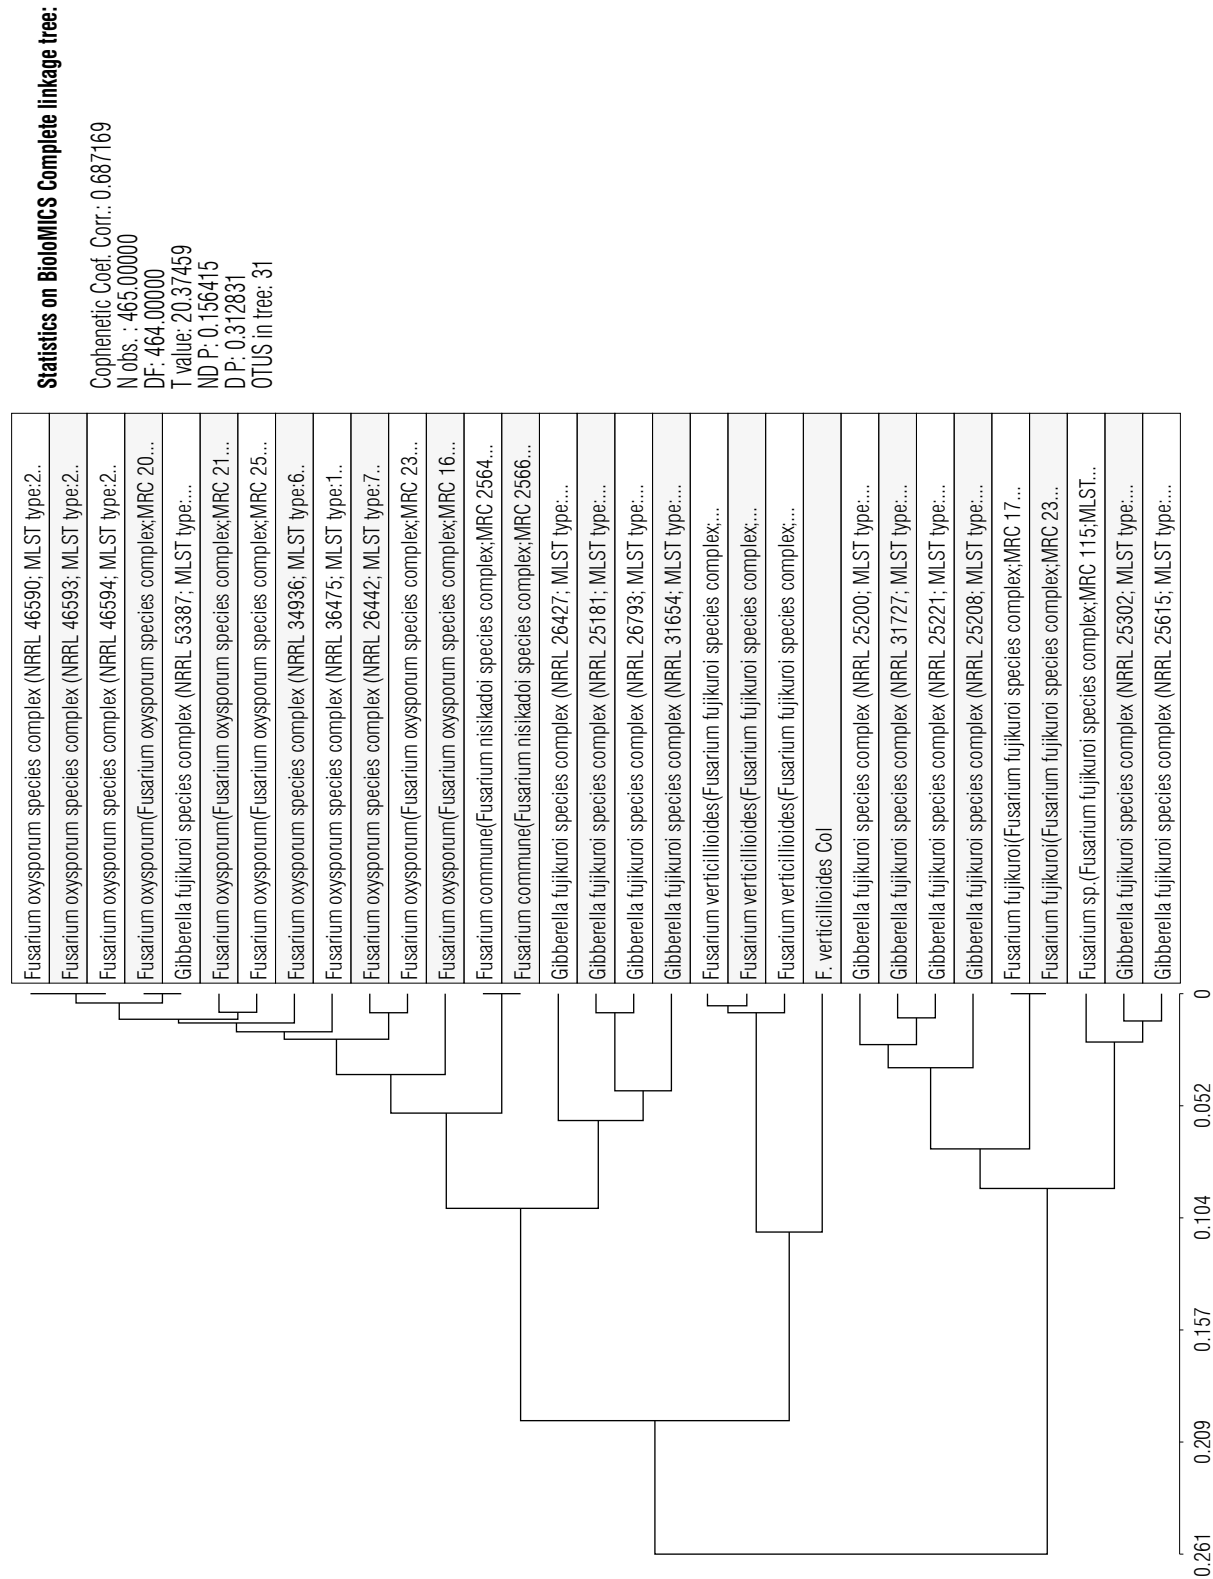 Statistics on BioloMICS Complete linkage tree:
Cophenetic Coef. Corr.: 0.687169
N obs. : 465.00000
DF: 464.00000
T value: 20.37459
ND P: 0.156415
D P: 0.312831
OTUS in tree: 31
Fusarium oxysporum species complex (NRRL 46590; MLST type:2..
Fusarium oxysporum species complex (NRRL 46593; MLST type:2..
Fusarium oxysporum species complex (NRRL 46594; MLST type:2..
Fusarium oxysporum(Fusarium oxysporum species complex;MRC 20...
Gibberella fujikuroi species complex (NRRL 53387; MLST type:....
Fusarium oxysporum(Fusarium oxysporum species complex;MRC 21...
Fusarium oxysporum(Fusarium oxysporum species complex;MRC 25...
Fusarium oxysporum species complex (NRRL 34936; MLST type:6..
Fusarium oxysporum species complex (NRRL 36475; MLST type:1..
Fusarium oxysporum species complex (NRRL 26442; MLST type:7..
Fusarium oxysporum(Fusarium oxysporum species complex;MRC 23...
Fusarium oxysporum(Fusarium oxysporum species complex;MRC 16...
Fusarium commune(Fusarium nisikadoi species complex;MRC 2564...
Fusarium commune(Fusarium nisikadoi species complex;MRC 2566...
Gibberella fujikuroi species complex (NRRL 26427; MLST type:....
Gibberella fujikuroi species complex (NRRL 25181; MLST type:....
Gibberella fujikuroi species complex (NRRL 26793; MLST type:....
Gibberella fujikuroi species complex (NRRL 31654; MLST type:....
Fusarium verticillioides(Fusarium fujikuroi species complex;...
Fusarium verticillioides(Fusarium fujikuroi species complex;...
Fusarium verticillioides(Fusarium fujikuroi species complex;...
F. verticillioides Col
Gibberella fujikuroi species complex (NRRL 25200; MLST type:....
Gibberella fujikuroi species complex (NRRL 31727; MLST type:....
Gibberella fujikuroi species complex (NRRL 25221; MLST type:....
Gibberella fujikuroi species complex (NRRL 25208; MLST type:....
Fusarium fujikuroi(Fusarium fujikuroi species complex;MRC 17...
Fusarium fujikuroi(Fusarium fujikuroi species complex;MRC 23...
Fusarium sp.(Fusarium fujikuroi species complex;MRC 115;MLST...
Gibberella fujikuroi species complex (NRRL 25302; MLST type:....
Gibberella fujikuroi species complex (NRRL 25615; MLST type:....
0.261 0.209 0.157 0.104 0.052 0